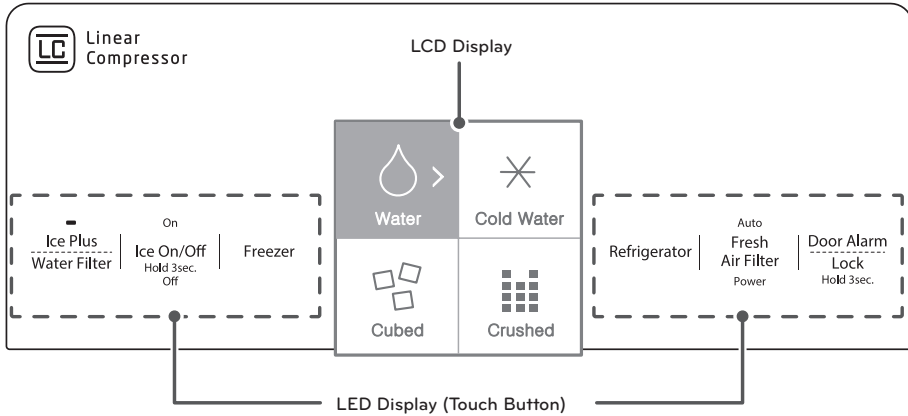 LC
Linear
Compressor
LCD Display
Water
Cold Water
Cubed
Crushed
Ice Plus
Water Filter
On
Ice On/Off
Hold 3sec.
Off
Freezer
Refrigerator
Auto
Fresh
Air Filter
Power
Door Alarm
Lock
Hold 3sec.
LED Display (Touch Button)